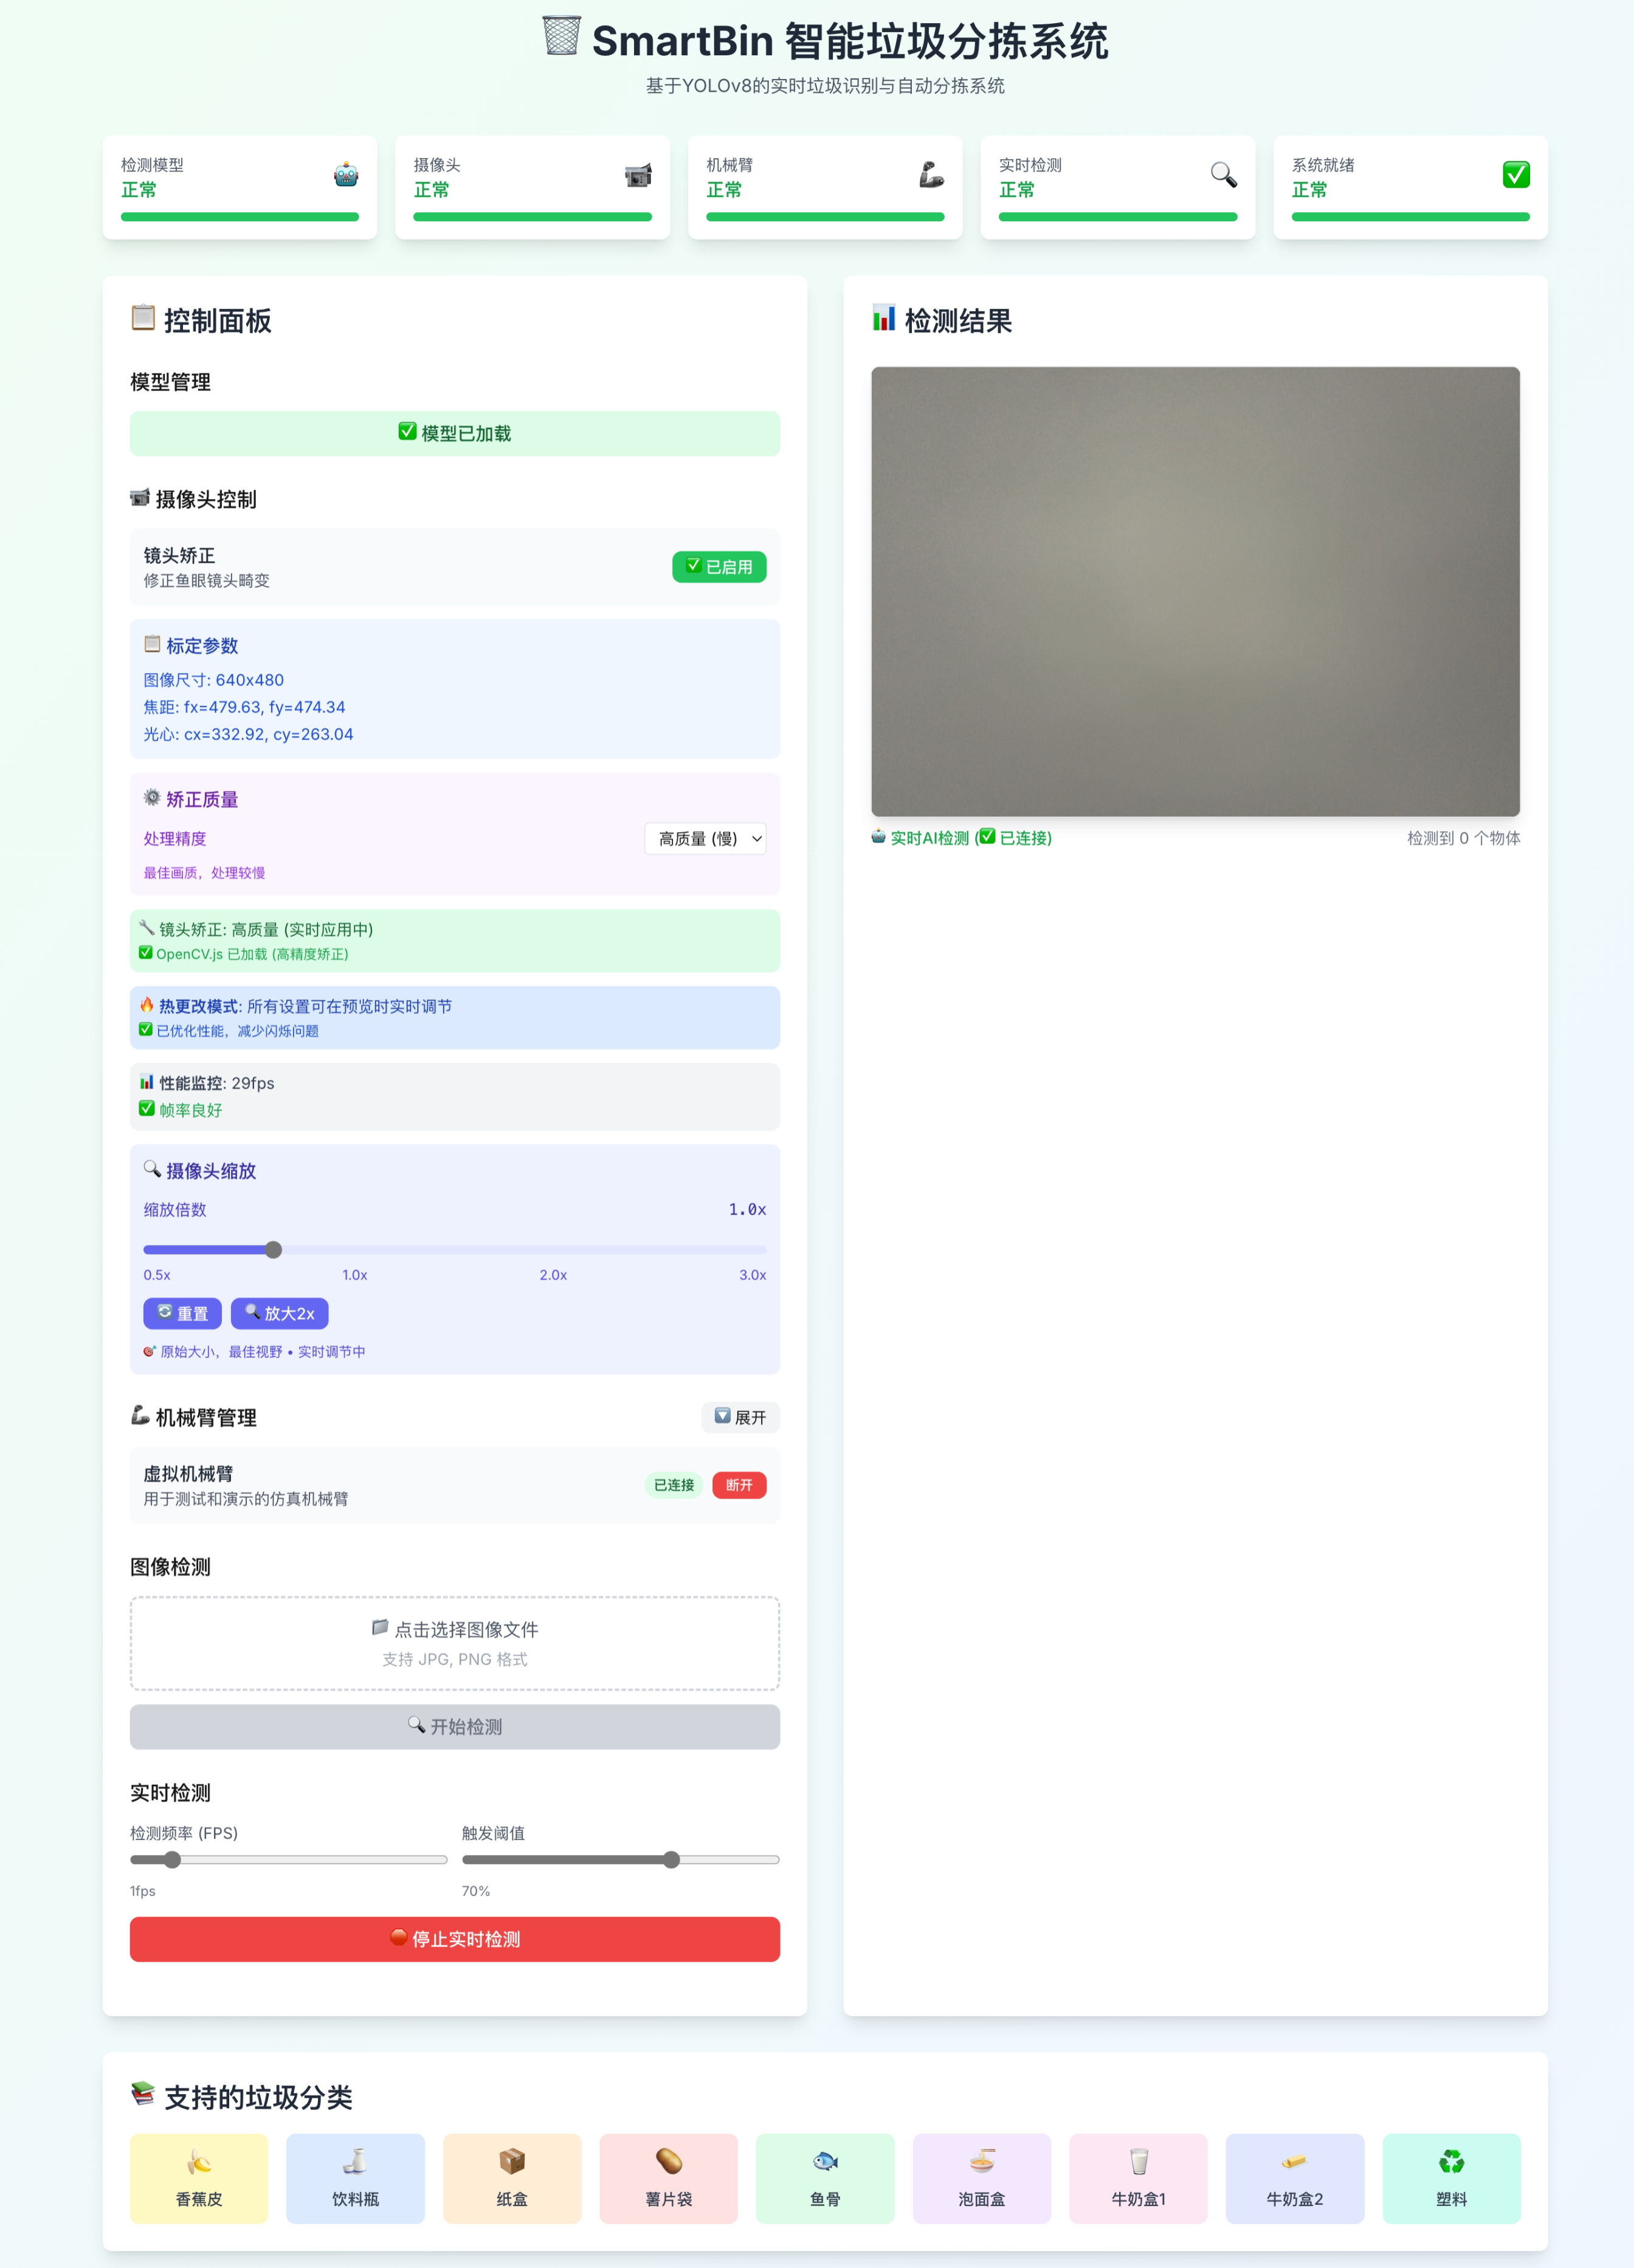 SmartBin 智能垃圾分拣系统
基于YOLOv8的实时垃圾识别与自动分拣系统
检测模型
正常
摄像头
正常
机械臂
正常
实时检测
正常
系统就绪
正常
控制面板
模型管理
模型已加载
摄像头控制
镜头矫正
修正鱼眼镜头畸变
已启用
标定参数
图像尺寸: 640x480
焦距: fx=479.63, fy=474.34
光心: cx=332.92, cy=263.04
矫正质量
处理精度
高质量 (慢)
最佳画质，处理较慢
镜头矫正: 高质量 (实时应用中)
OpenCV.js 已加载 (高精度矫正)
热更改模式: 所有设置可在预览时实时调节
已优化性能，减少闪烁问题
性能监控: 29fps
帧率良好
摄像头缩放
缩放倍数
1.0x
0.5x 1.0x 2.0x 3.0x
重置
放大2x
原始大小，最佳视野 • 实时调节中
机械臂管理
展开
虚拟机械臂
用于测试和演示的仿真机械臂
已连接
断开
图像检测
点击选择图像文件
支持 JPG, PNG 格式
开始检测
实时检测
检测频率 (FPS)
1fps
触发阈值
70%
停止实时检测
检测结果
实时AI检测 (✅ 已连接)
检测到 0 个物体
支持的垃圾分类
香蕉皮
饮料瓶
纸盒
薯片袋
鱼骨
泡面盒
牛奶盒1
牛奶盒2
塑料